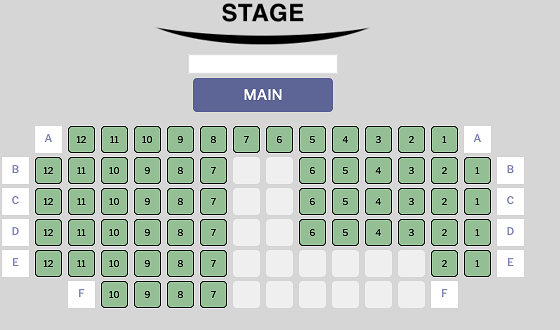 STAGE
MAIN
A 12 11 10 9 8 7 6 5 4 3 2 1 A
B 12 11 10 9 8 7 6 5 4 3 2 1 B
C 12 11 10 9 8 7 6 5 4 3 2 1 C
D 12 11 10 9 8 7 6 5 4 3 2 1 D
E 12 11 10 9 8 7 2 1 E
F 10 9 8 7 F